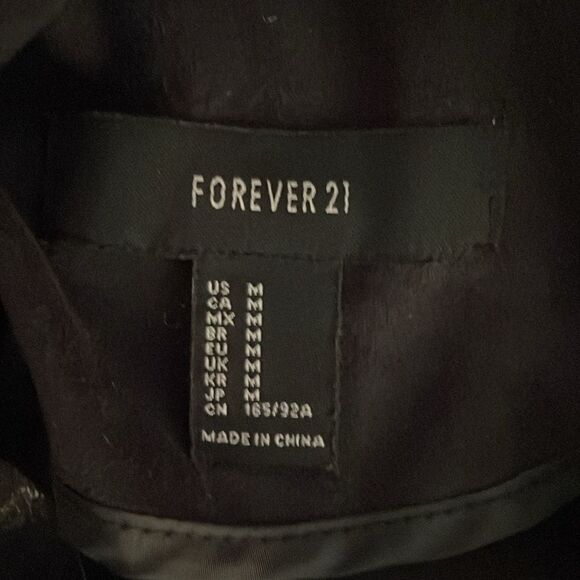 FOREVER 21
US M
CA M
MX M
BR M
EU M
UK M
KR M
JP M
CN 165/92A
MADE IN CHINA